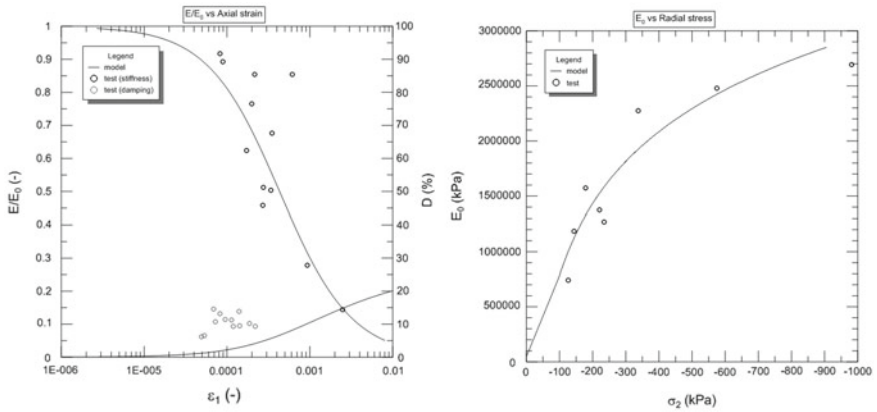 E/E₀ vs Axial strain
1
0.9
0.8
0.7
0.6
0.5
0.4
0.3
0.2
0.1
0
E/E₀ (-)
Legend
model
test (stiffness)
test (damping)
100
90
80
70
60
50
40
30
20
10
0
D (%)
1E-006
1E-005
0.0001
0.001
0.01
ε₁ (-)
E₀ vs Radial stress
3000000
2500000
2000000
1500000
1000000
500000
0
E₀ (kPa)
Legend
model
test
0
-100
-200
-300
-400
-500
-600
-700
-800
-900
-1000
σ₂ (kPa)